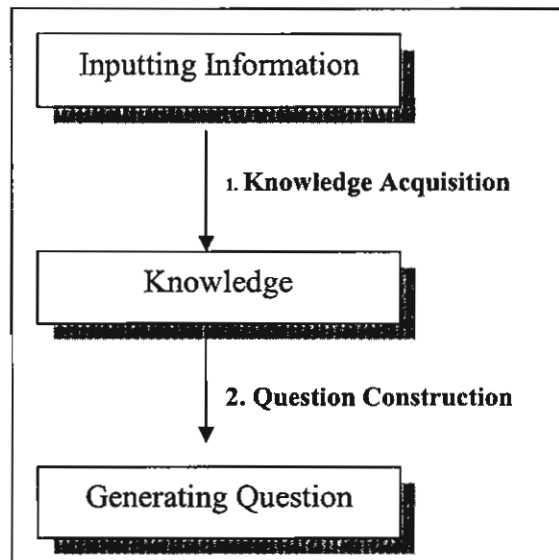 Inputting Information
1. Knowledge Acquisition
Knowledge
2. Question Construction
Generating Question